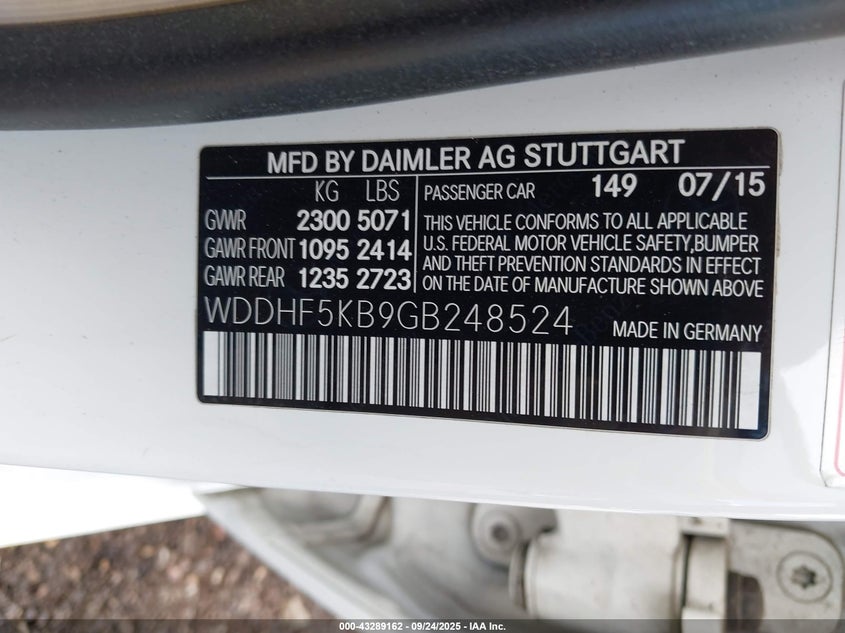 MFD BY DAIMLER AG STUTTGART
KG LBS
GVWR 2300 5071
GAWR FRONT 1095 2414
GAWR REAR 1235 2723
PASSENGER CAR 149 07/15
THIS VEHICLE CONFORMS TO ALL APPLICABLE
U.S. FEDERAL MOTOR VEHICLE SAFETY,BUMPER
AND THEFT PREVENTION STANDARDS IN EFFECT
ON THE DATE OF MANUFACTURE SHOWN ABOVE
WDDHF5KB9GB248524
MADE IN GERMANY
000-43289162 - 09/24/2025 - IAA Inc.